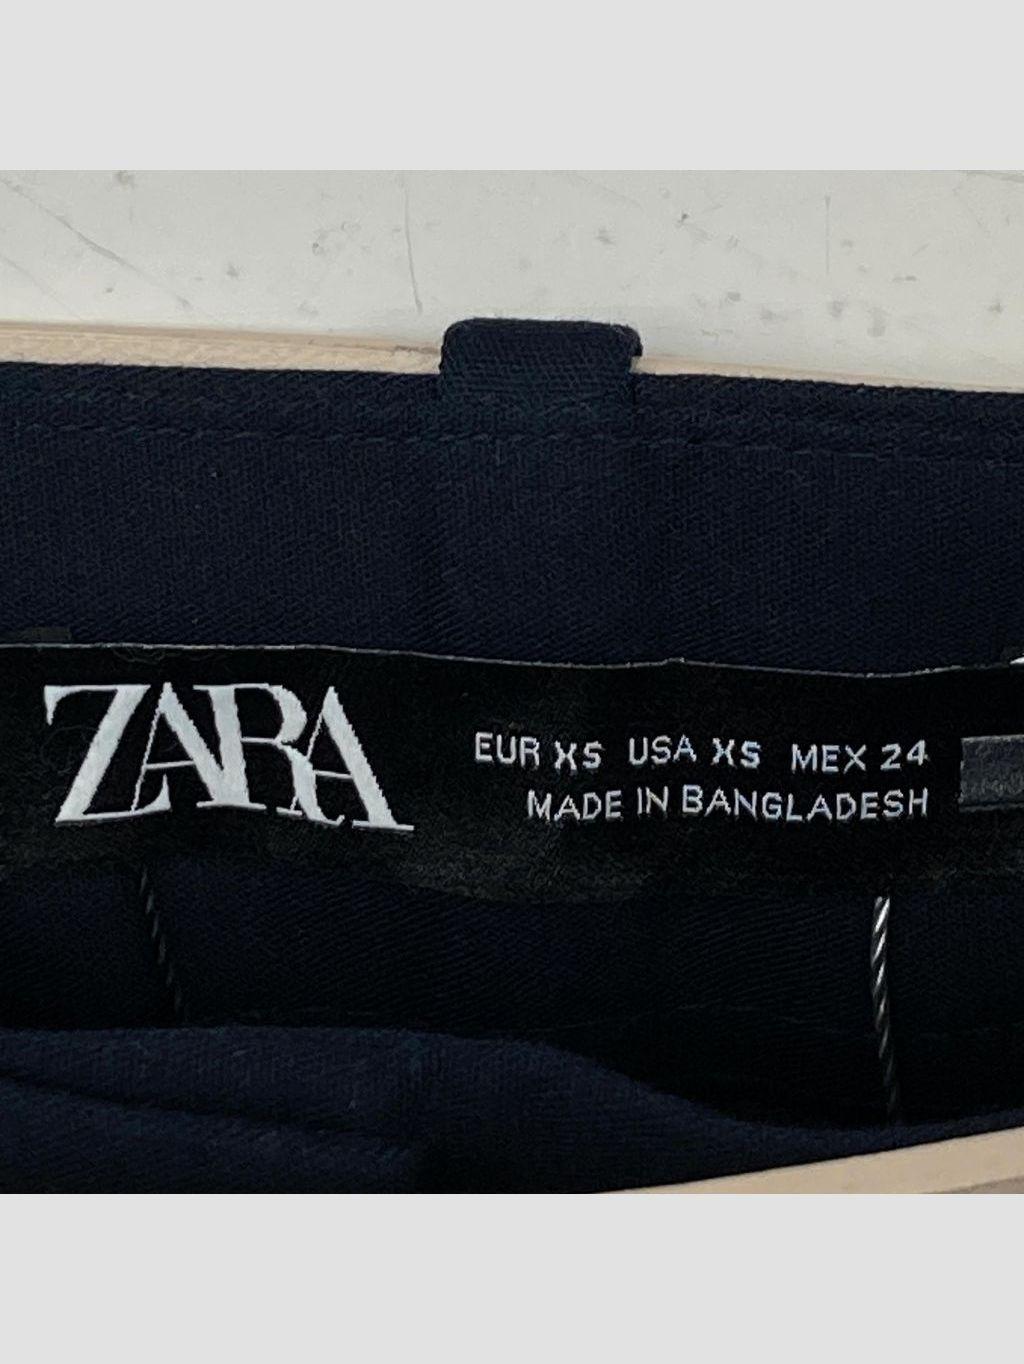 ZARA
EUR XS USA XS MEX 24
MADE IN BANGLADESH